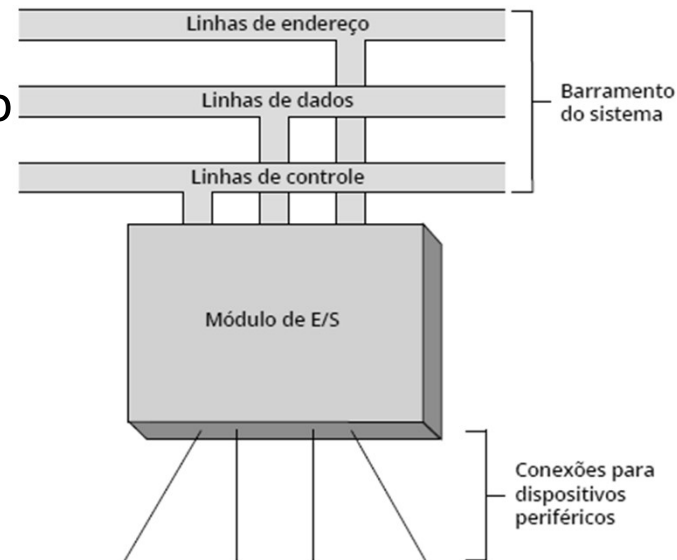 Linhas de endereço
Linhas de dados
Linhas de controle
Barramento
do sistema
Módulo de E/S
Conexões para
dispositivos
periféricos